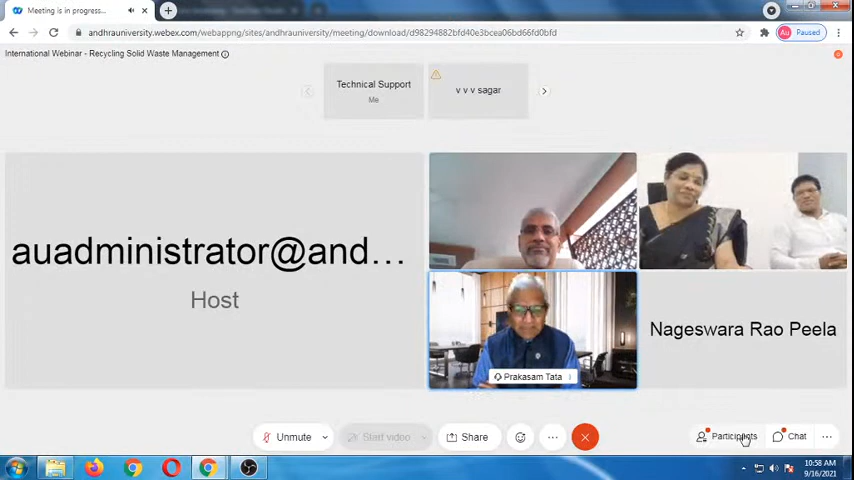 Meeting is in progress...
andhrauniversity.webex.com/webappng/sites/andhrauniversity/meeting/download/d98294882bfd40e3bcea06bd66fd0bfd
Au Paused
International Webinar - Recycling Solid Waste Management
Technical Support
Me
v v v sagar
auadministrator@and...
Host
Prakasam Tata
Nageswara Rao Peela
Unmute
Start video
Share
Participants
Chat
10:58 AM
9/16/2021